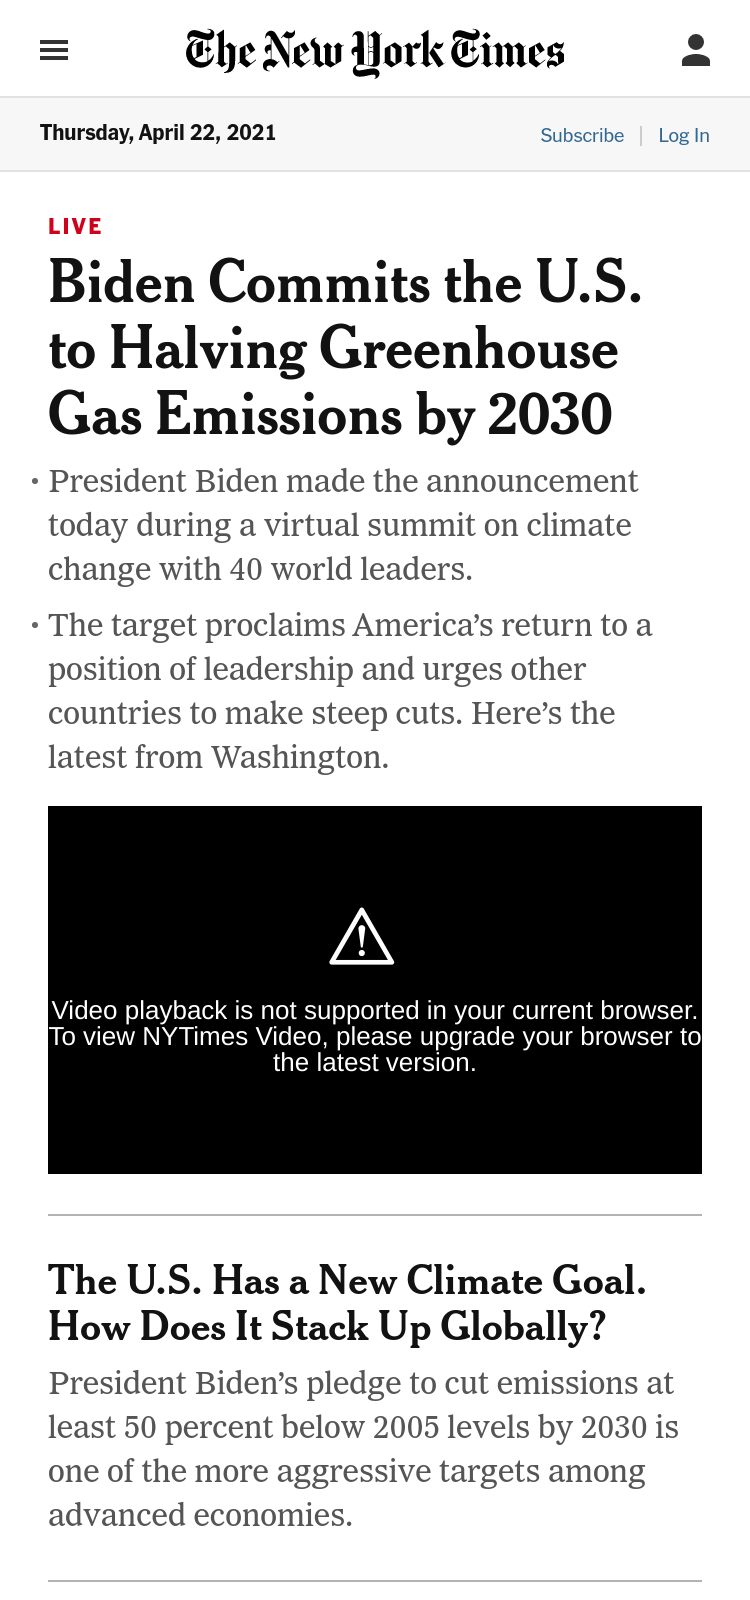 The New York Times
Thursday, April 22, 2021
Subscribe | Log In
LIVE
Biden Commits the U.S.
to Halving Greenhouse
Gas Emissions by 2030
• President Biden made the announcement
today during a virtual summit on climate
change with 40 world leaders.
• The target proclaims America’s return to a
position of leadership and urges other
countries to make steep cuts. Here’s the
latest from Washington.
Video playback is not supported in your current browser.
To view NYTimes Video, please upgrade your browser to
the latest version.
The U.S. Has a New Climate Goal.
How Does It Stack Up Globally?
President Biden’s pledge to cut emissions at
least 50 percent below 2005 levels by 2030 is
one of the more aggressive targets among
advanced economies.